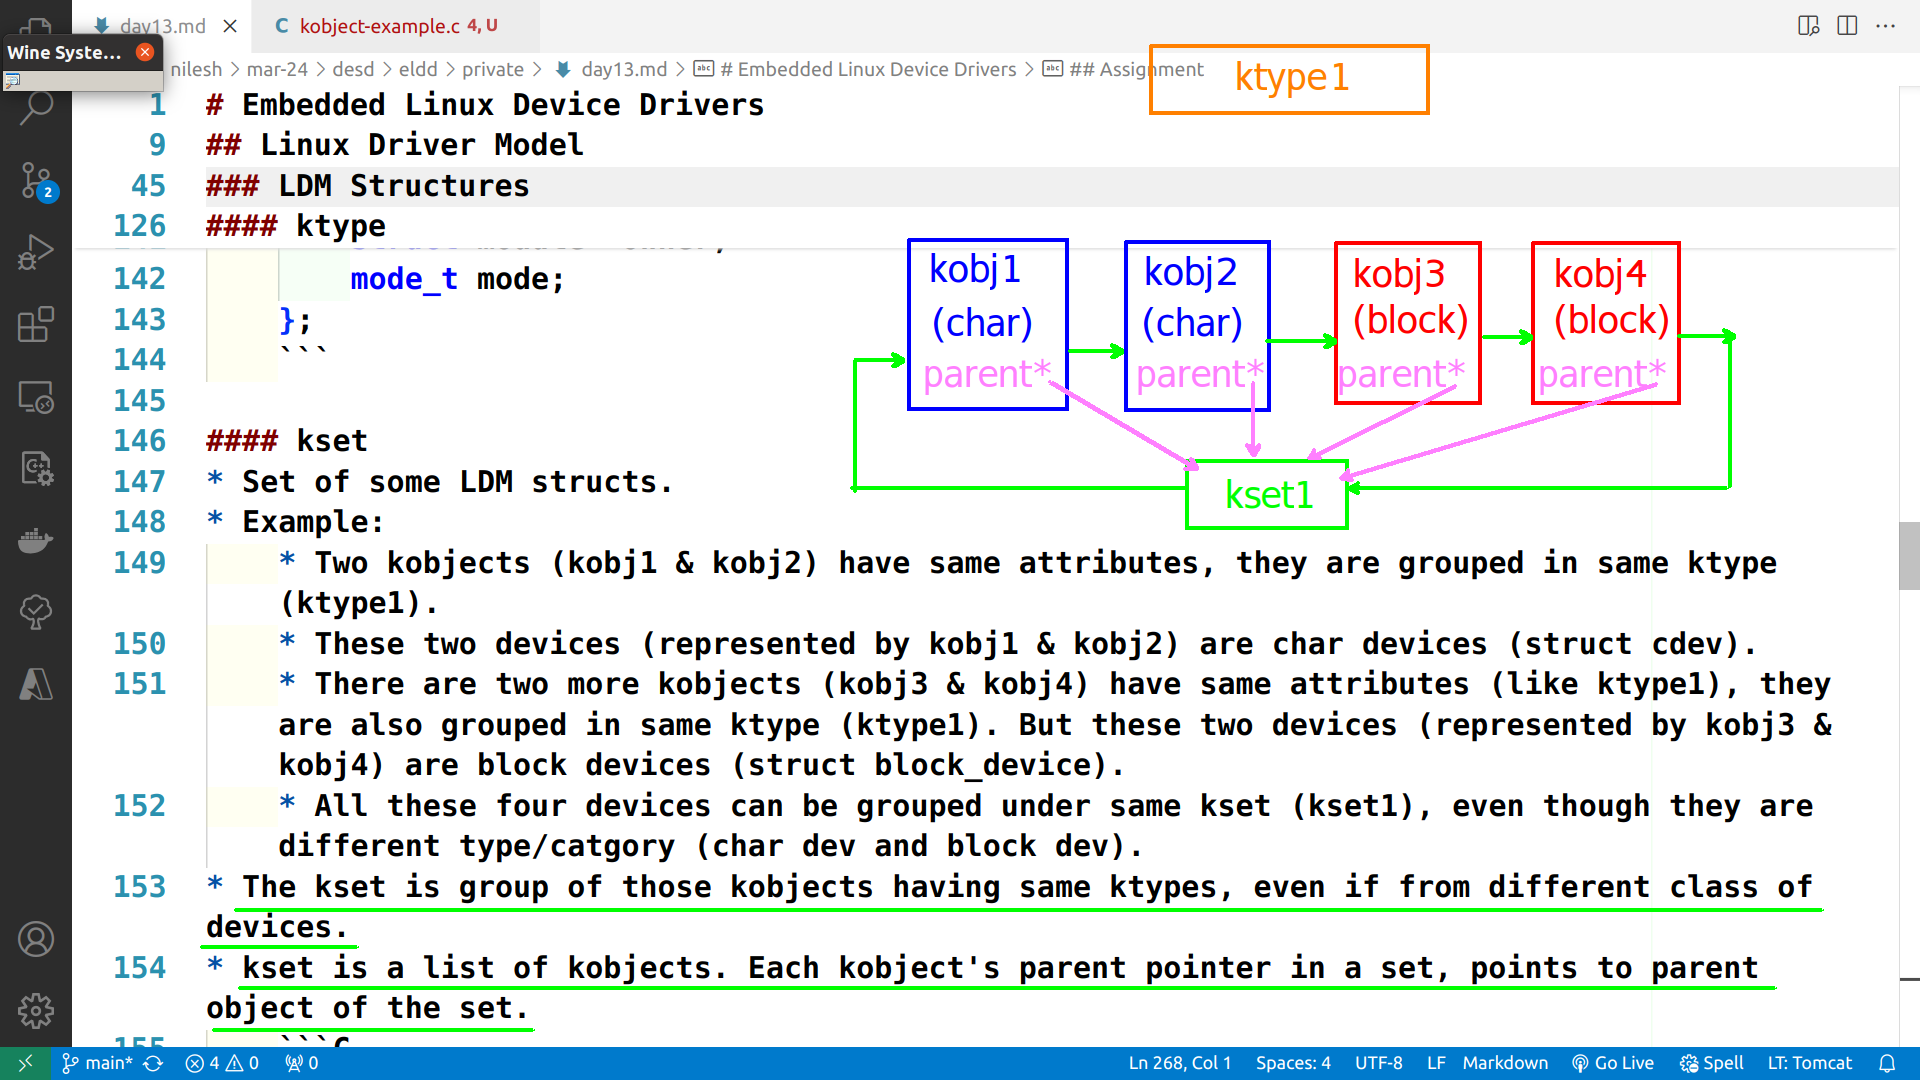 day13.md
C kobject-example.c 4, U
Wine Syste...
nilesh > mar-24 > desd > eldd > private > day13.md > # Embedded Linux Device Drivers > ## Assignment
ktype1
1 # Embedded Linux Device Drivers
9 ## Linux Driver Model
45 ### LDM Structures
126 #### ktype
142 mode_t mode;
143 };
144 ```
145
kobj1
(char)
parent*
kobj2
(char)
parent*
kobj3
(block)
parent*
kobj4
(block)
parent*
kset1
146 #### kset
147 * Set of some LDM structs.
148 * Example:
149 * Two kobjects (kobj1 & kobj2) have same attributes, they are grouped in same ktype
(ktype1).
150 * These two devices (represented by kobj1 & kobj2) are char devices (struct cdev).
151 * There are two more kobjects (kobj3 & kobj4) have same attributes (like ktype1), they
are also grouped in same ktype (ktype1). But these two devices (represented by kobj3 &
kobj4) are block devices (struct block_device).
152 * All these four devices can be grouped under same kset (kset1), even though they are
different type/catgory (char dev and block dev).
153 * The kset is group of those kobjects having same ktypes, even if from different class of
devices.
154 * kset is a list of kobjects. Each kobject's parent pointer in a set, points to parent
object of the set.
155 ```C
2
main* 4 0 0
Ln 268, Col 1 Spaces: 4 UTF-8 LF Markdown Go Live Spell LT: Tomcat